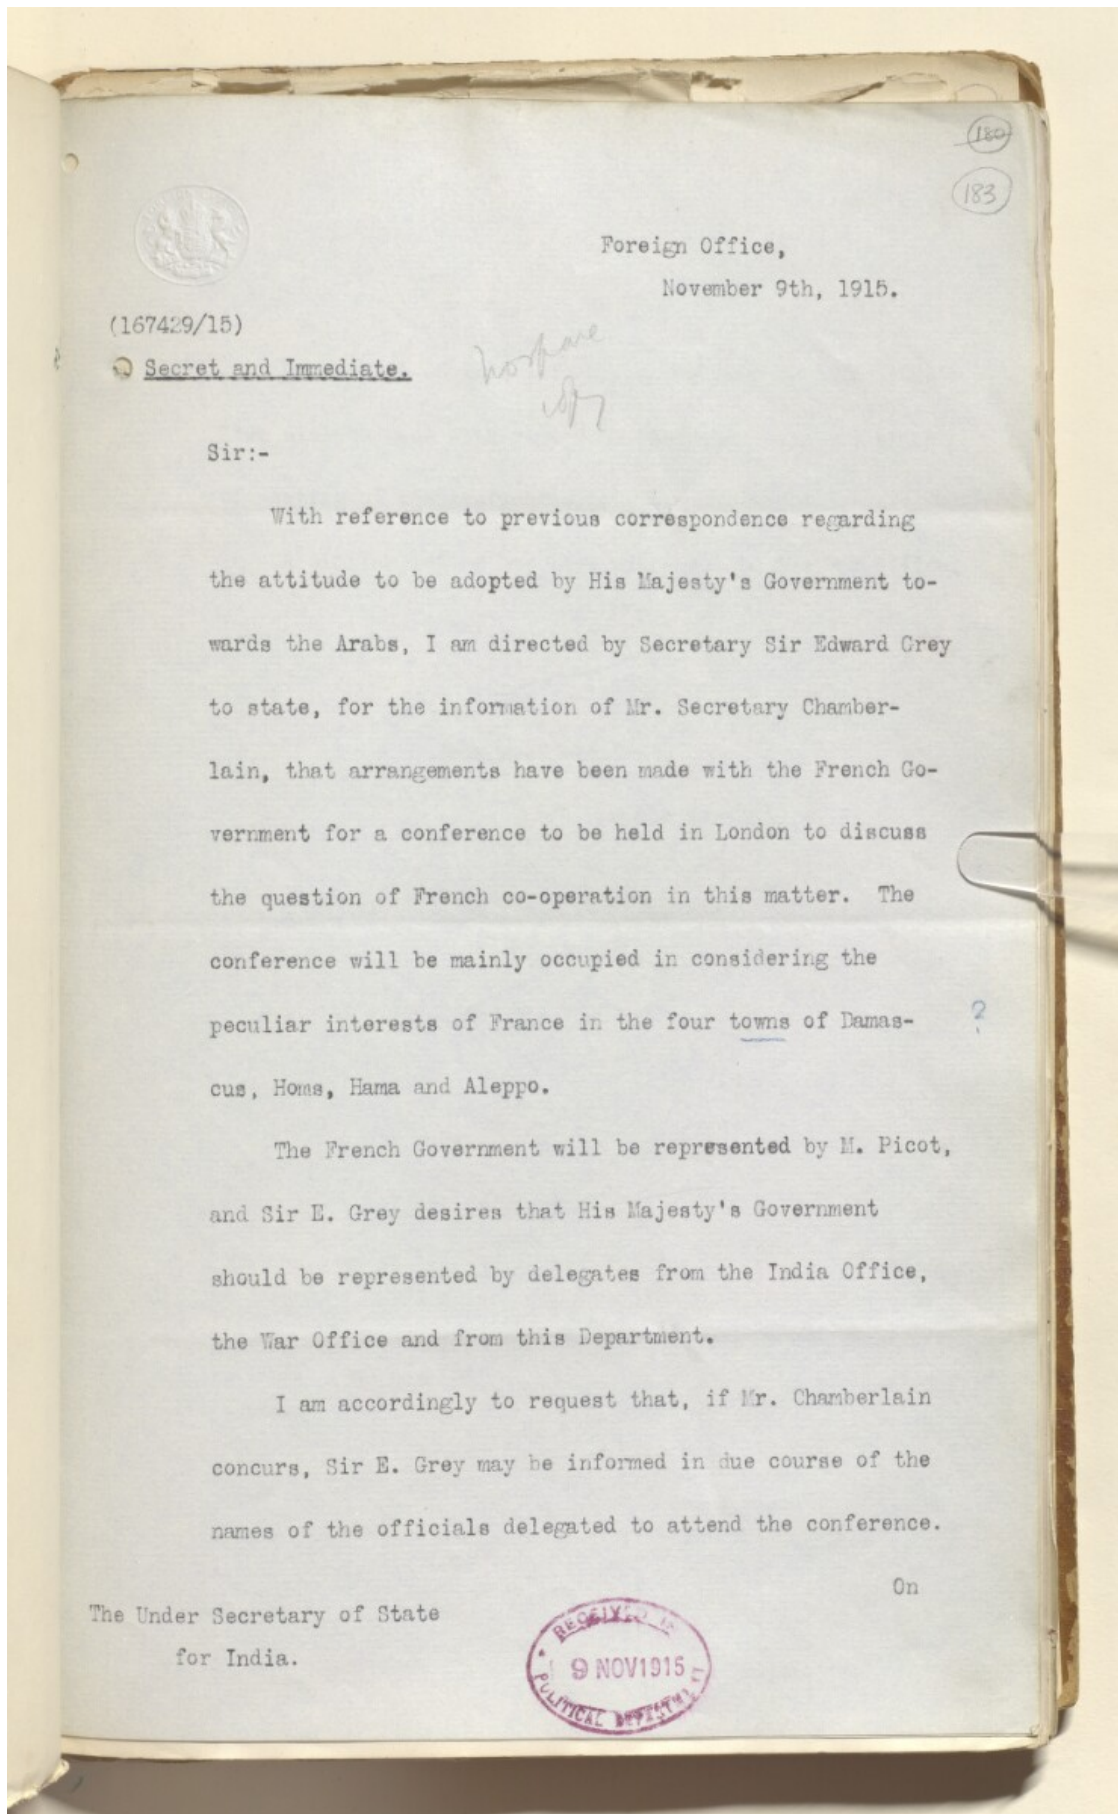 180
183
Foreign Office,
November 9th, 1915.
(167429/15)
Secret and Immediate.
No spare
copy
Sir:-
With reference to previous correspondence regarding
the attitude to be adopted by His Majesty's Government to-
wards the Arabs, I am directed by Secretary Sir Edward Grey
to state, for the information of Mr. Secretary Chamber-
lain, that arrangements have been made with the French Go-
vernment for a conference to be held in London to discuss
the question of French co-operation in this matter. The
conference will be mainly occupied in considering the
peculiar interests of France in the four towns of Damas-
?
cus, Homs, Hama and Aleppo.
The French Government will be represented by M. Picot,
and Sir E. Grey desires that His Majesty's Government
should be represented by delegates from the India Office,
the War Office and from this Department.
I am accordingly to request that, if Mr. Chamberlain
concurs, Sir E. Grey may be informed in due course of the
names of the officials delegated to attend the conference.
On
The Under Secretary of State
for India.
RECEIVED IN
9 NOV 1915
POLITICAL DEPARTMENT